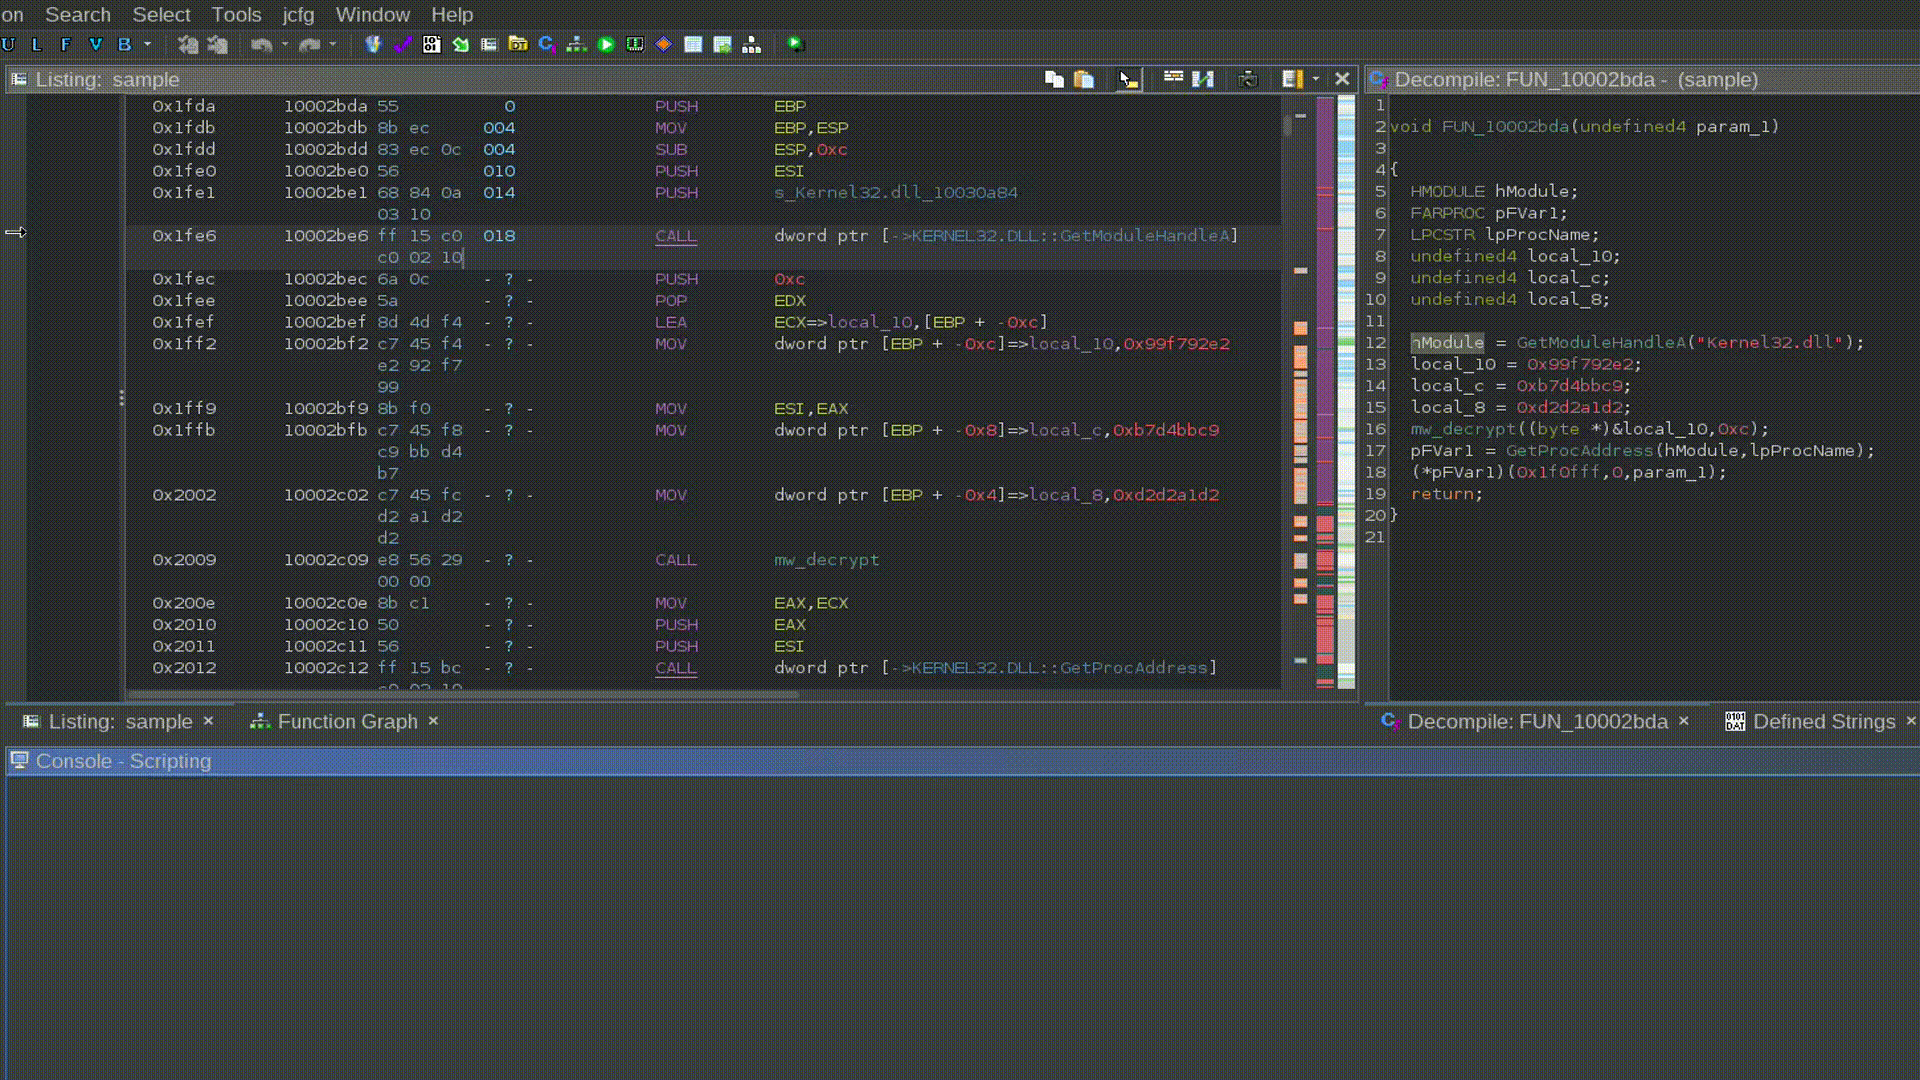 on Search Select Tools jcfg Window Help
U L F V B
Listing: sample
0x1fda 10002bda 55 0 PUSH EBP
0x1fdb 10002bdb 8b ec 004 MOV EBP,ESP
0x1fdd 10002bdd 83 ec 0c 004 SUB ESP,0xc
0x1fe0 10002be0 56 010 PUSH ESI
0x1fe1 10002be1 68 84 0a 014 PUSH s_Kernel32.dll_10030a84
03 10
0x1fe6 10002be6 ff 15 c0 018 CALL dword ptr [->KERNEL32.DLL::GetModuleHandleA]
c0 02 10
0x1fec 10002bec 6a 0c - ? - PUSH 0xc
0x1fee 10002bee 5a - ? - POP EDX
0x1fef 10002bef 8d 4d f4 - ? - LEA ECX=>local_10,[EBP + -0xc]
0x1ff2 10002bf2 c7 45 f4 - ? - MOV dword ptr [EBP + -0xc]=>local_10,0x99f792e2
e2 92 f7
99
0x1ff9 10002bf9 8b f0 - ? - MOV ESI,EAX
0x1ffb 10002bfb c7 45 f8 - ? - MOV dword ptr [EBP + -0x8]=>local_c,0xb7d4bbc9
c9 bb d4
b7
0x2002 10002c02 c7 45 fc - ? - MOV dword ptr [EBP + -0x4]=>local_8,0xd2d2a1d2
d2 a1 d2
d2
0x2009 10002c09 e8 56 29 - ? - CALL mw_decrypt
00 00
0x200e 10002c0e 8b c1 - ? - MOV EAX,ECX
0x2010 10002c10 50 - ? - PUSH EAX
0x2011 10002c11 56 - ? - PUSH ESI
0x2012 10002c12 ff 15 bc - ? - CALL dword ptr [->KERNEL32.DLL::GetProcAddress]
Decompile: FUN_10002bda - (sample)
1
2 void FUN_10002bda(undefined4 param_1)
3
4 {
5 HMODULE hModule;
6 FARPROC pFVar1;
7 LPCSTR lpProcName;
8 undefined4 local_10;
9 undefined4 local_c;
10 undefined4 local_8;
11
12 hModule = GetModuleHandleA("Kernel32.dll");
13 local_10 = 0x99f792e2;
14 local_c = 0xb7d4bbc9;
15 local_8 = 0xd2d2a1d2;
16 mw_decrypt((byte *)&local_10,0xc);
17 pFVar1 = GetProcAddress(hModule,lpProcName);
18 (*pFVar1)(0x1f0fff,0,param_1);
19 return;
20 }
21
Listing: sample × Function Graph ×
Decompile: FUN_10002bda × Defined Strings ×
Console - Scripting